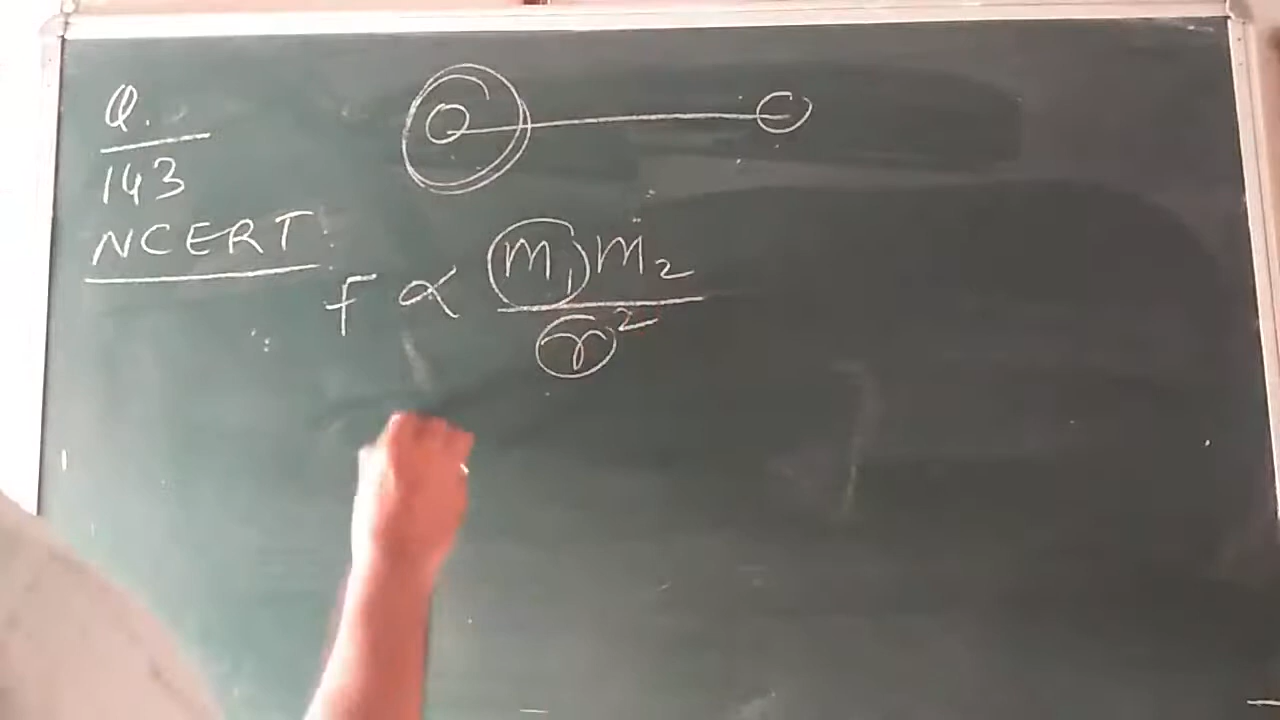 Q.
143
NCERT
F ∝ m₁m₂
r²